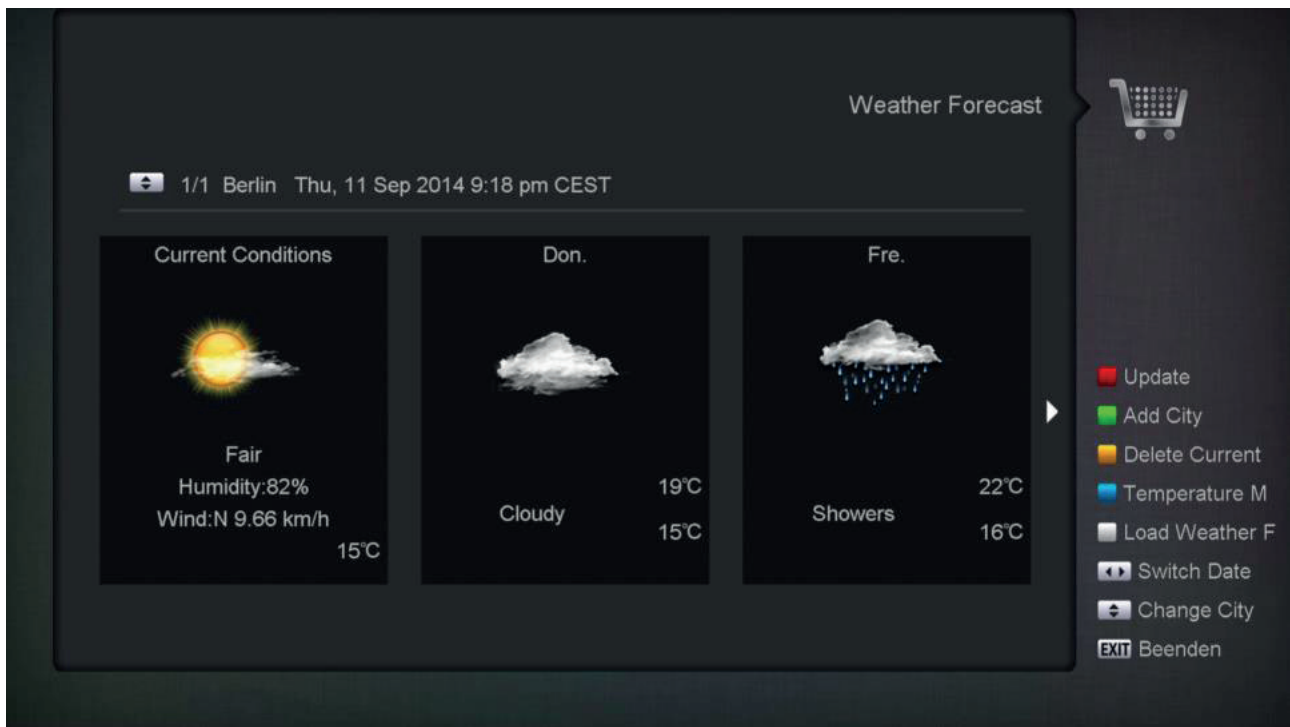 Weather Forecast
1/1 Berlin Thu, 11 Sep 2014 9:18 pm CEST
Current Conditions
Fair
Humidity:82%
Wind:N 9.66 km/h
15℃
Don.
19℃
Cloudy
15℃
Fre.
22℃
Showers
16℃
Update
Add City
Delete Current
Temperature M
Load Weather F
Switch Date
Change City
EXIT Beenden